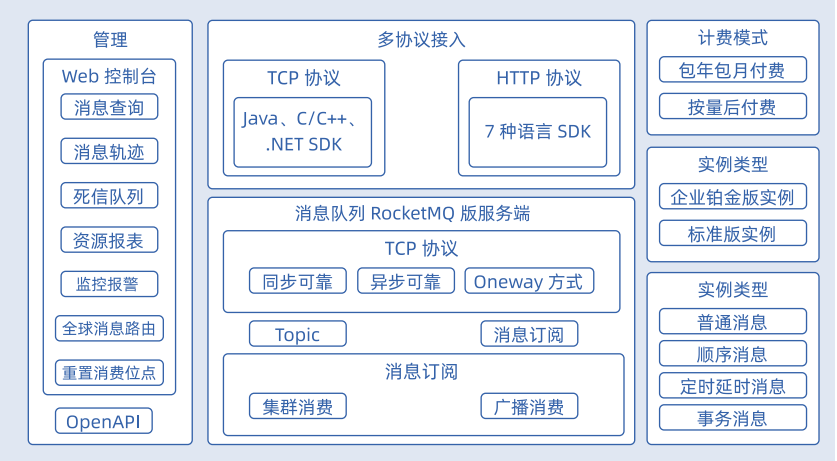 管理
Web 控制台
消息查询
消息轨迹
死信队列
资源报表
监控报警
全球消息路由
重置消费位点
OpenAPI
多协议接入
TCP 协议
Java、C/C++、
.NET SDK
HTTP 协议
7 种语言 SDK
消息队列 RocketMQ 版服务端
TCP 协议
同步可靠
异步可靠
Oneway 方式
Topic
消息订阅
消息订阅
集群消费
广播消费
计费模式
包年包月付费
按量后付费
实例类型
企业铂金版实例
标准版实例
实例类型
普通消息
顺序消息
定时延时消息
事务消息